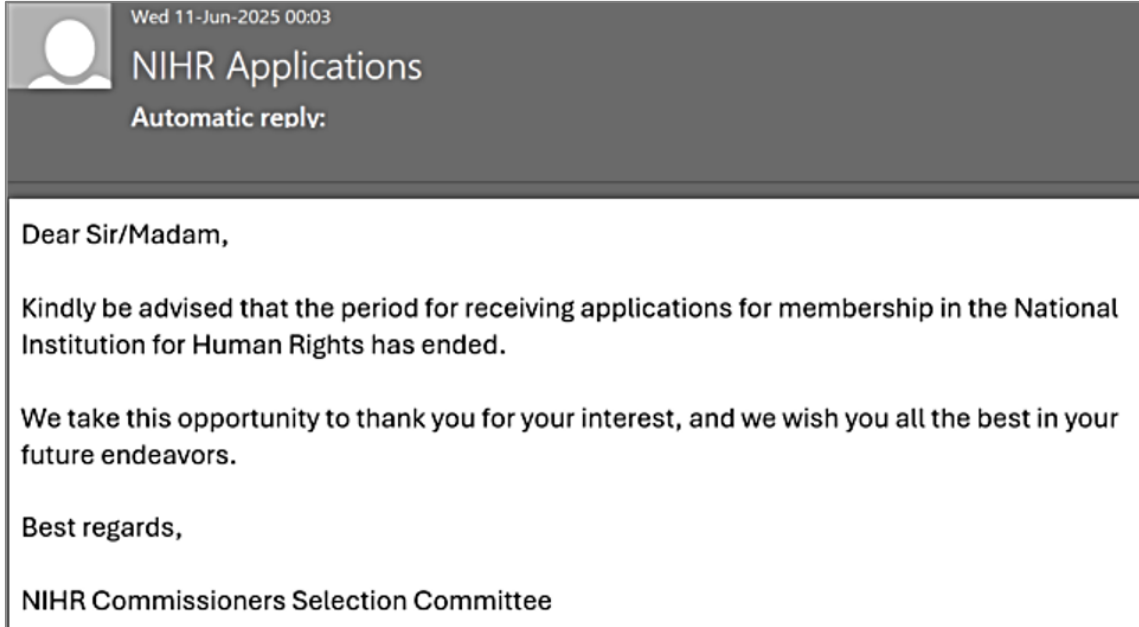 Wed 11-Jun-2025 00:03
NIHR Applications
Automatic reply:
Dear Sir/Madam,
Kindly be advised that the period for receiving applications for membership in the National
Institution for Human Rights has ended.
We take this opportunity to thank you for your interest, and we wish you all the best in your
future endeavors.
Best regards,
NIHR Commissioners Selection Committee